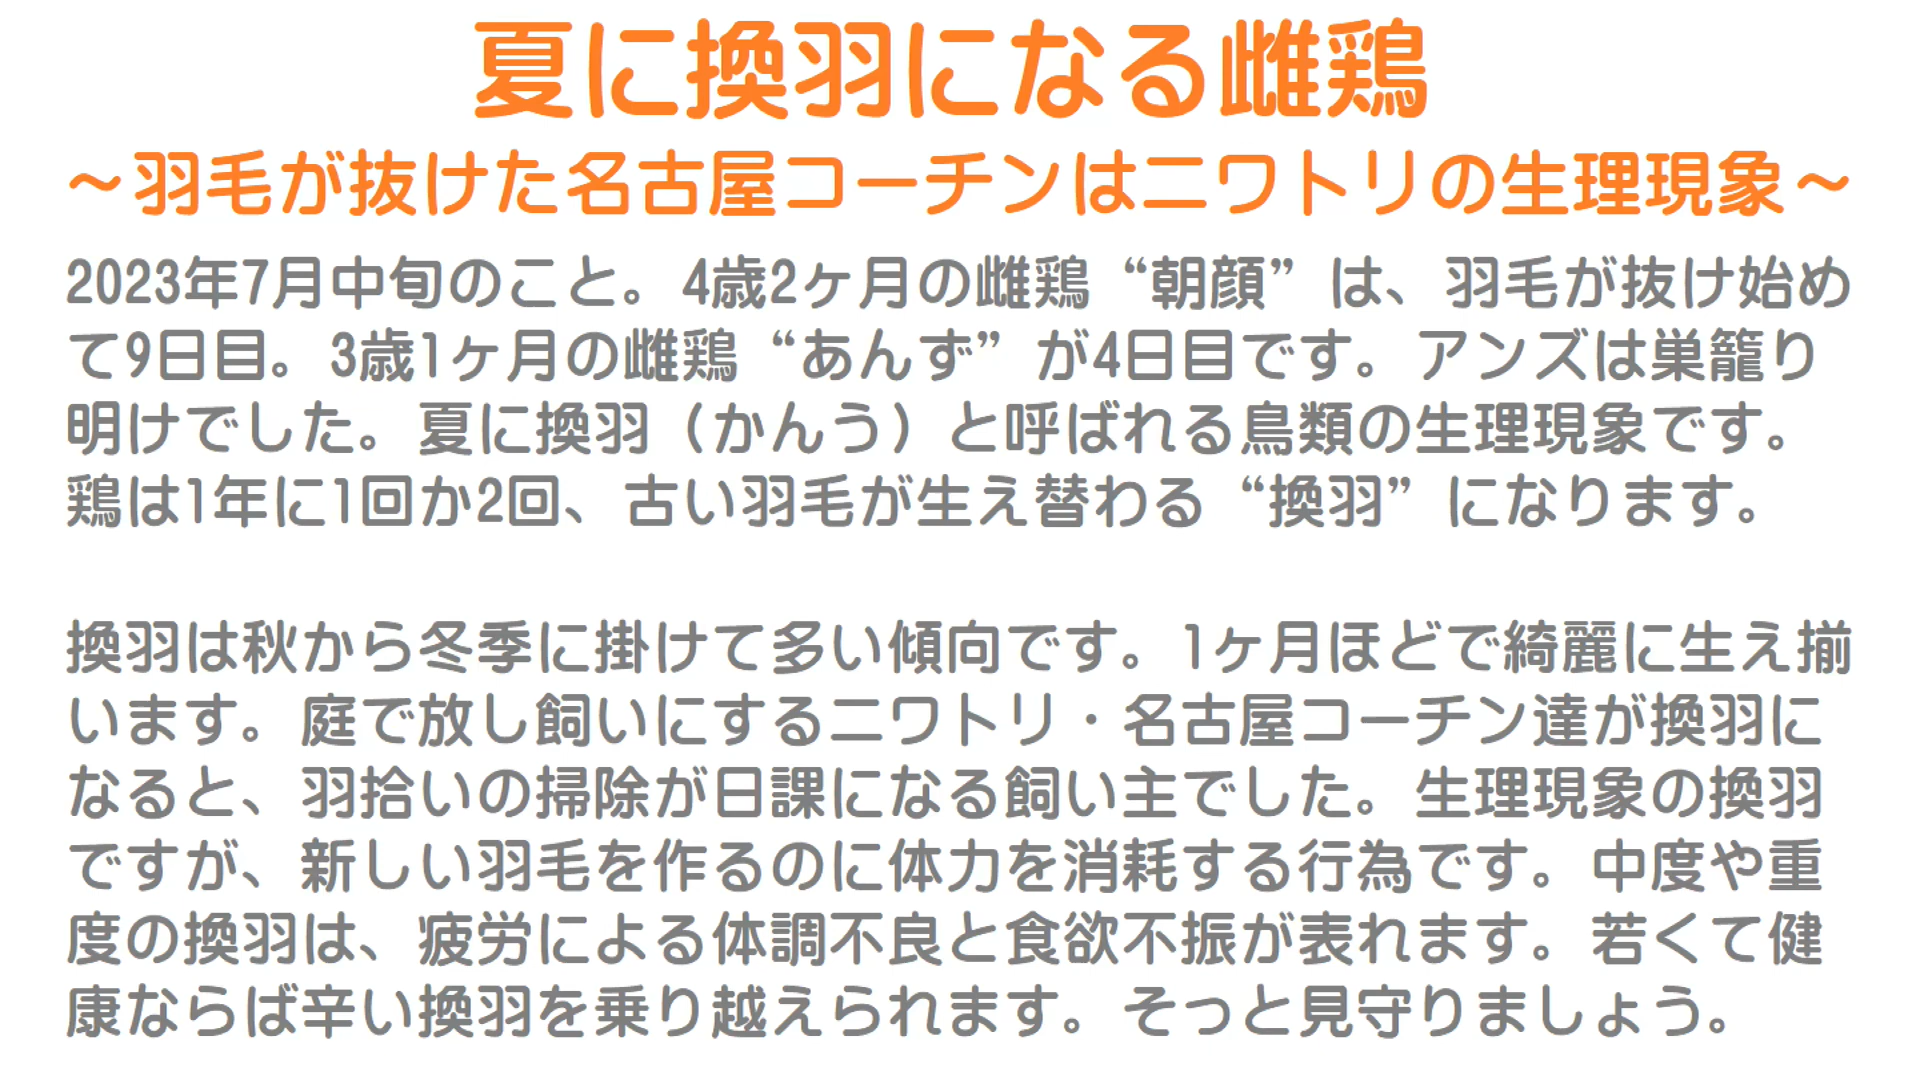 夏に換羽になる雌鶏
～羽毛が抜けた名古屋コーチンはニワトリの生理現象～
2023年7月中旬のこと。4歳2ヶ月の雌鶏“朝顔”は、羽毛が抜け始め
て9日目。3歳1ヶ月の雌鶏“あんず”が4日目です。アンズは巣籠り
明けでした。夏に換羽（かんう）と呼ばれる鳥類の生理現象です。
鶏は1年に1回か2回、古い羽毛が生え替わる“換羽”になります。
換羽は秋から冬季に掛けて多い傾向です。1ヶ月ほどで綺麗に生え揃
います。庭で放し飼いにするニワトリ・名古屋コーチン達が換羽に
なると、羽拾いの掃除が日課になる飼い主でした。生理現象の換羽
ですが、新しい羽毛を作るのに体力を消耗する行為です。中度や重
度の換羽は、疲労による体調不良と食欲不振が表れます。若くて健
康ならば辛い換羽を乗り越えられます。そっと見守りましょう。